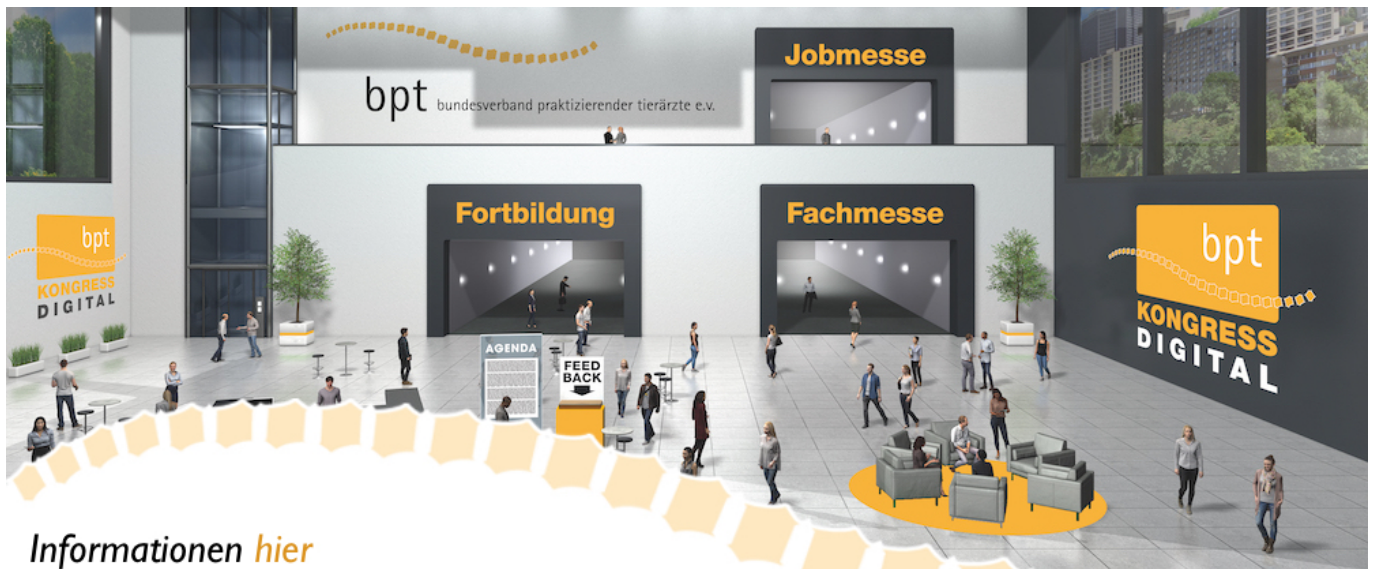 bpt bundesverband praktizierender tierärzte e.v.
Jobmesse
Fortbildung
Fachmesse
bpt
KONGRESS
DIGITAL
bpt
KONGRESS
DIGITAL
AGENDA
FEED
BACK
Informationen hier